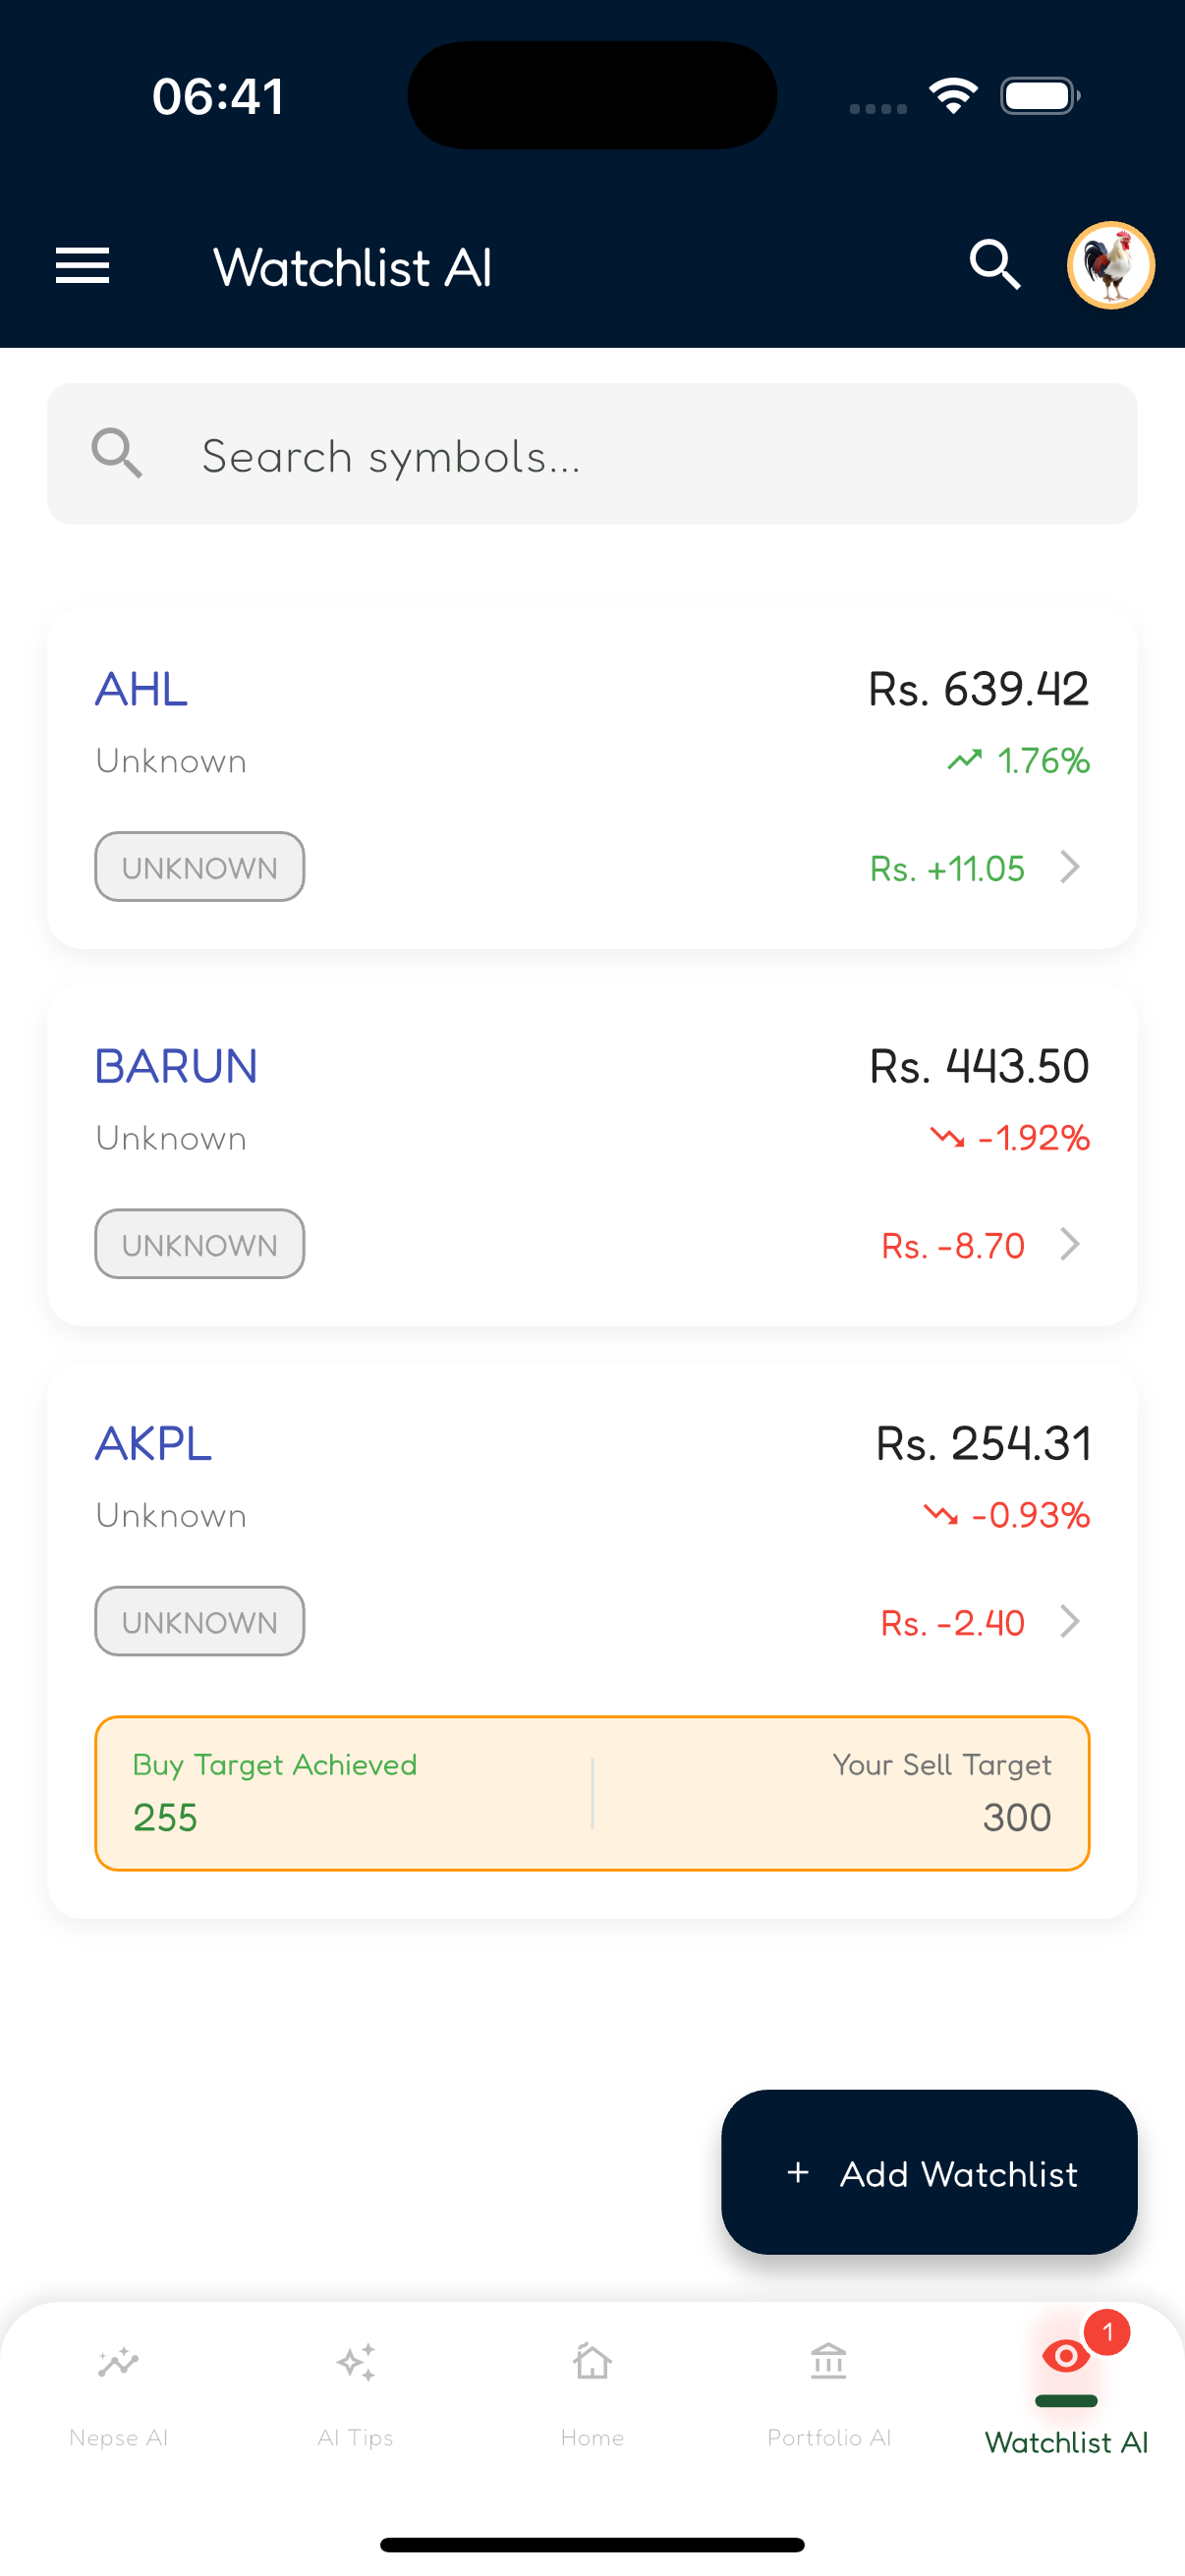 06:41
Watchlist AI
Search symbols...
AHL
Rs. 639.42
Unknown
1.76%
UNKNOWN
Rs. +11.05
BARUN
Rs. 443.50
Unknown
-1.92%
UNKNOWN
Rs. -8.70
AKPL
Rs. 254.31
Unknown
-0.93%
UNKNOWN
Rs. -2.40
Buy Target Achieved
Your Sell Target
255
300
+ Add Watchlist
1
Nepse AI
AI Tips
Home
Portfolio AI
Watchlist AI